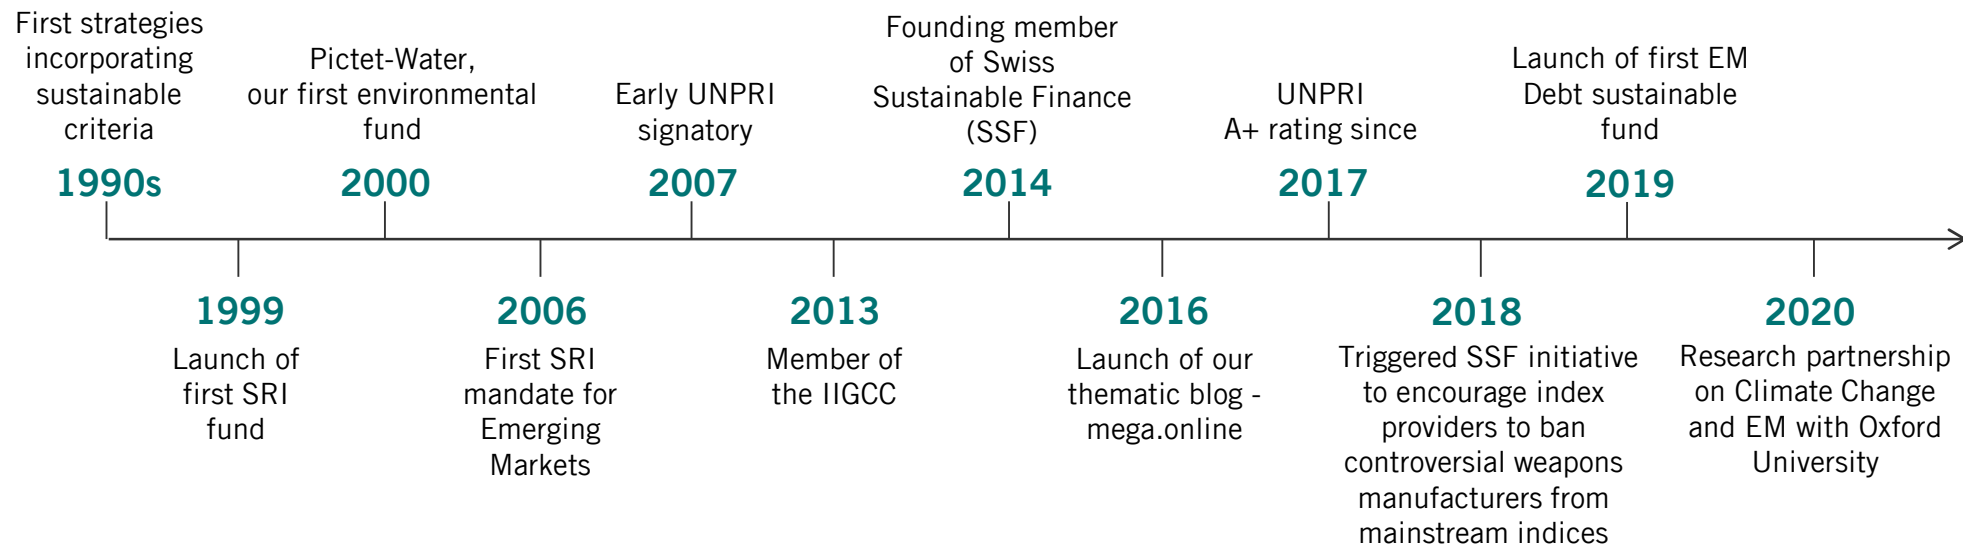 First strategies
incorporating
sustainable
criteria
1990s
Pictet-Water,
our first environmental
fund
2000
Early UNPRI
signatory
2007
Founding member
of Swiss
Sustainable Finance
(SSF)
2014
UNPRI
A+ rating since
2017
Launch of first EM
Debt sustainable
fund
2019
1999
Launch of
first SRI
fund
2006
First SRI
mandate for
Emerging
Markets
2013
Member of
the IIGCC
2016
Launch of our
thematic blog -
mega.online
2018
Triggered SSF initiative
to encourage index
providers to ban
controversial weapons
manufacturers from
mainstream indices
2020
Research partnership
on Climate Change
and EM with Oxford
University